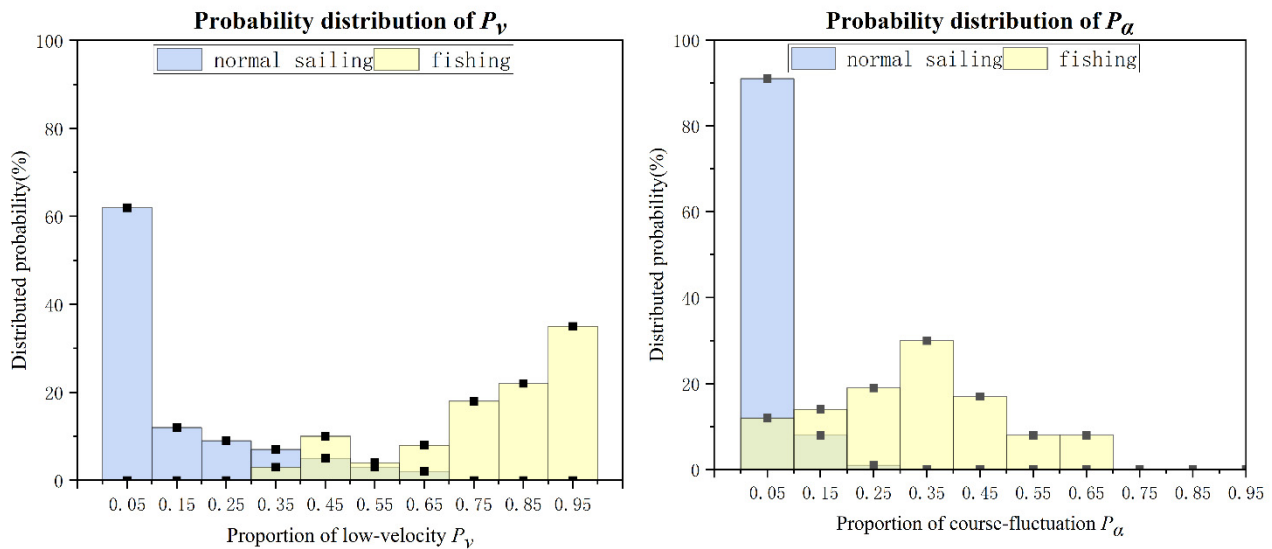 Probability distribution of Pᵥ
normal sailing fishing
100
80
60
40
20
0
Distributed probability(%)
0.05 0.15 0.25 0.35 0.45 0.55 0.65 0.75 0.85 0.95
Proportion of low-velocity Pᵥ
Probability distribution of Pα
normal sailing fishing
100
80
60
40
20
0
Distributed probability(%)
0.05 0.15 0.25 0.35 0.45 0.55 0.65 0.75 0.85 0.95
Proportion of course-fluctuation Pα